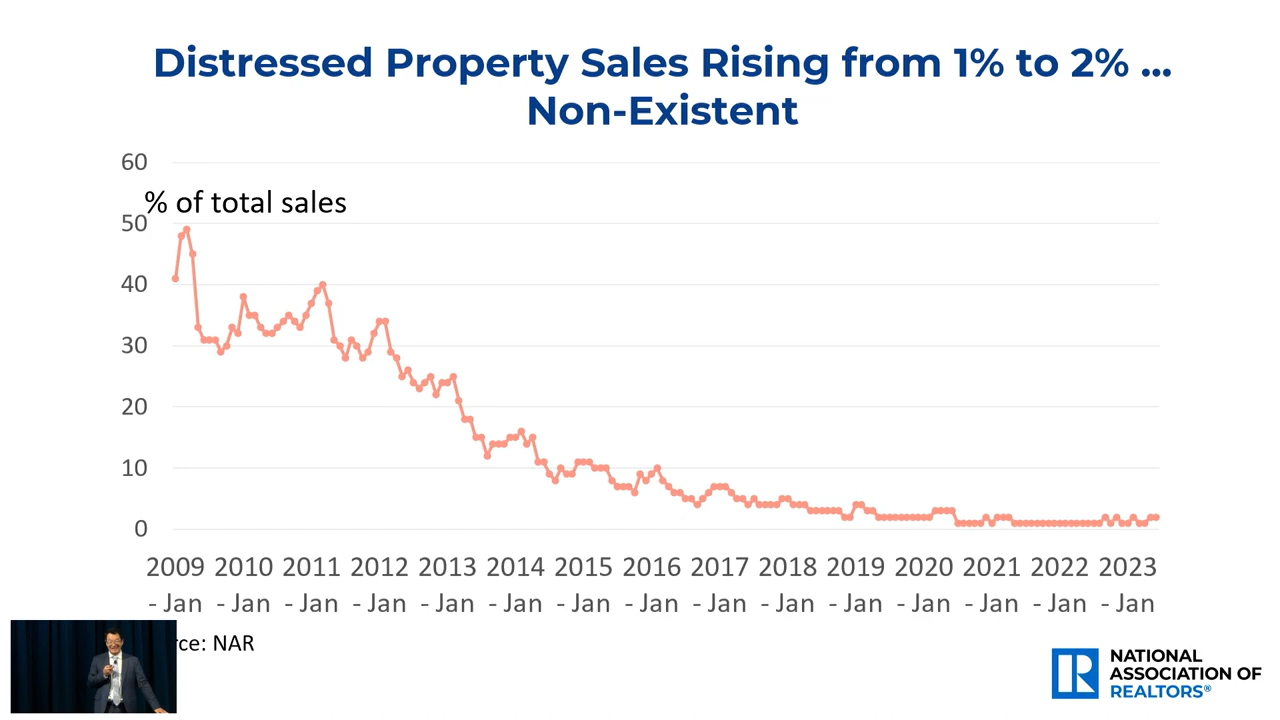 Distressed Property Sales Rising from 1% to 2% ...
Non-Existent
60
% of total sales
50
40
30
20
10
0
2009 2010 2011 2012 2013 2014 2015 2016 2017 2018 2019 2020 2021 2022 2023
- Jan - Jan - Jan - Jan - Jan - Jan - Jan - Jan - Jan - Jan - Jan - Jan - Jan - Jan - Jan
rce: NAR
NATIONAL
ASSOCIATION OF
REALTORS®